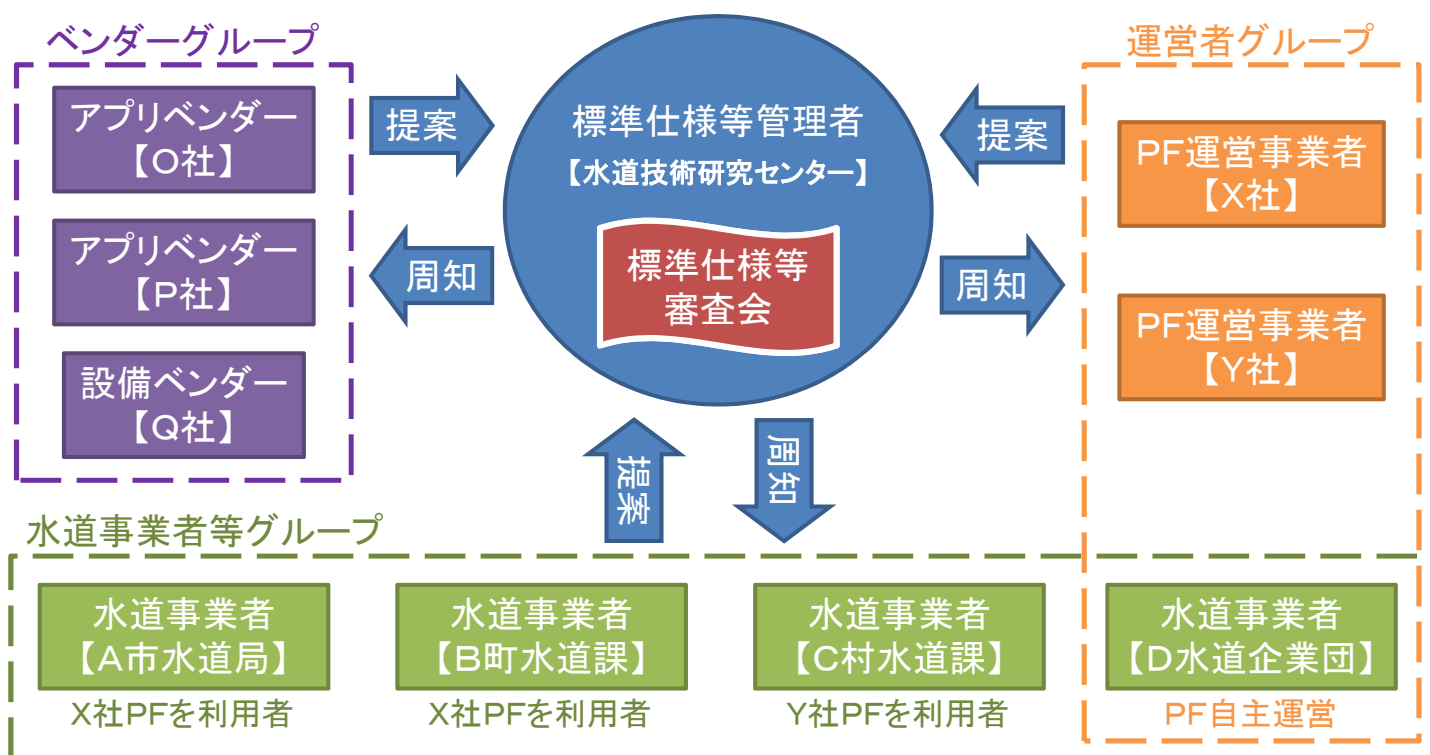 ベンダーグループ
アプリベンダー
【O社】
アプリベンダー
【P社】
設備ベンダー
【Q社】
提案
周知
標準仕様等管理者
【水道技術研究センター】
標準仕様等
審査会
提案
周知
運営者グループ
PF運営事業者
【X社】
PF運営事業者
【Y社】
提案
周知
水道事業者等グループ
水道事業者
【A市水道局】
X社PFを利用者
水道事業者
【B町水道課】
X社PFを利用者
水道事業者
【C村水道課】
Y社PFを利用者
水道事業者
【D水道企業団】
PF自主運営